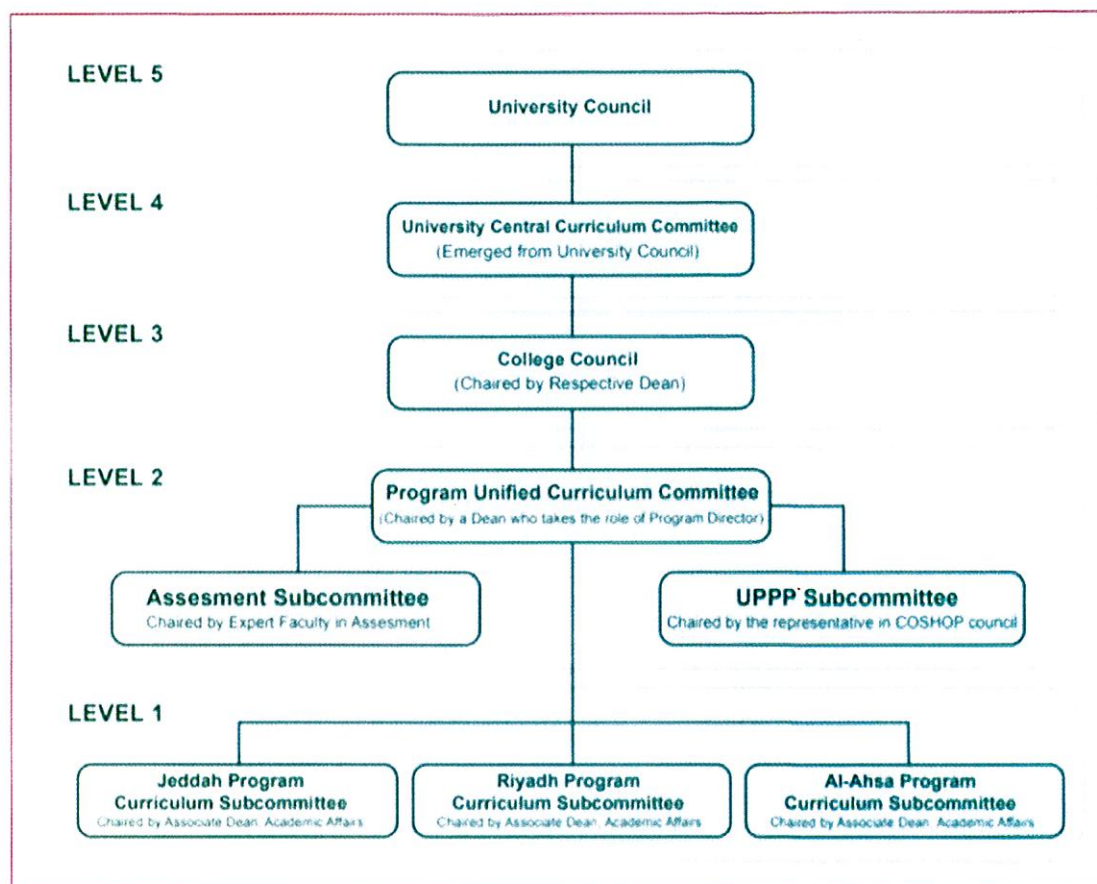 LEVEL 5
University Council
LEVEL 4
University Central Curriculum Committee
(Emerged from University Council)
LEVEL 3
College Council
(Chaired by Respective Dean)
LEVEL 2
Program Unified Curriculum Committee
(Chaired by a Dean who takes the role of Program Director)
Assesment Subcommittee
Chaired by Expert Faculty in Assesment
UPPP* Subcommittee
Chaired by the representative in COSHOP council
LEVEL 1
Jeddah Program
Curriculum Subcommittee
Chaired by Associate Dean, Academic Affairs
Riyadh Program
Curriculum Subcommittee
Chaired by Associate Dean, Academic Affairs
Al-Ahsa Program
Curriculum Subcommittee
Chaired by Associate Dean, Academic Affairs